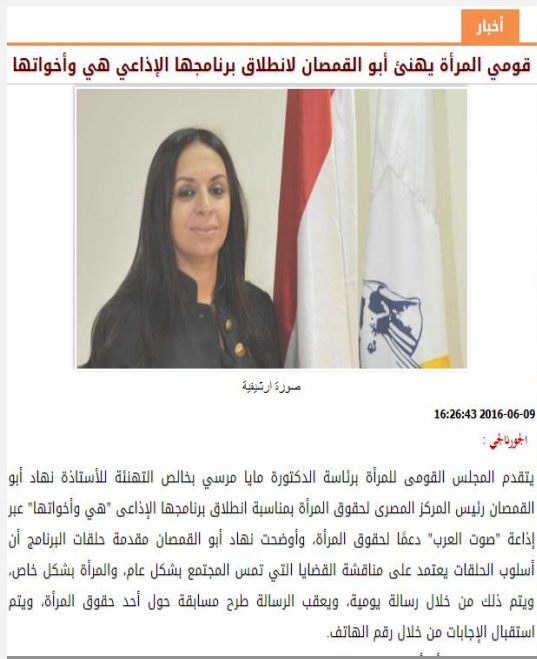 أخبار
قومي المرأة يهنئ أبو القمصان لانطلاق برنامجها الإذاعي هي وأخواتها
صورة ارشيفية
16:26:43 2016-06-09
الجورنالجي :
يتقدم المجلس القومى للمرأة برئاسة الدكتورة مايا مرسي بخالص التهنئة للأستاذة نهاد أبو
القمصان رئيس المركز المصرى لحقوق المرأة بمناسبة انطلاق برنامجها الإذاعى "هي وأخواتها" عبر
إذاعة "صوت العرب" دعمًا لحقوق المرأة، وأوضحت نهاد أبو القمصان مقدمة حلقات البرنامج أن
أسلوب الحلقات يعتمد على مناقشة القضايا التي تمس المجتمع بشكل عام، والمرأة بشكل خاص،
ويتم ذلك من خلال رسالة يومية، ويعقب الرسالة طرح مسابقة حول أحد حقوق المرأة، ويتم
استقبال الإجابات من خلال رقم الهاتف.